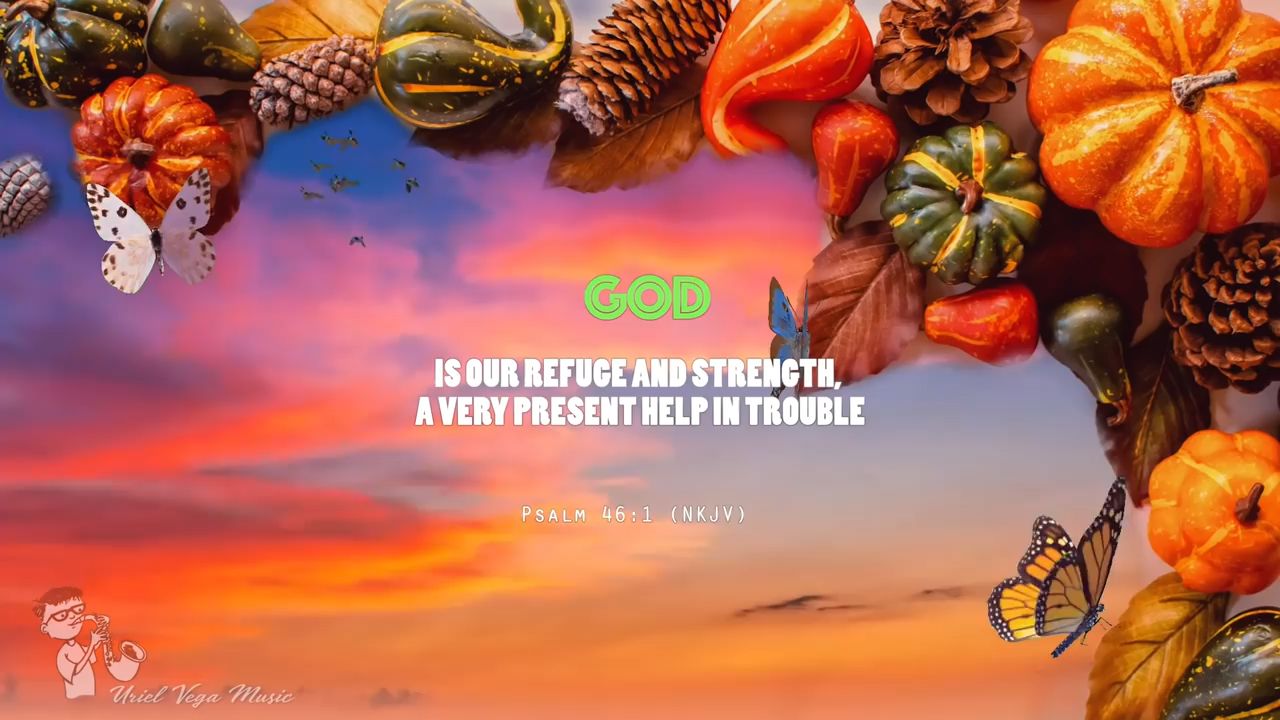 GOD
IS OUR REFUGE AND STRENGTH,
A VERY PRESENT HELP IN TROUBLE
Psalm 46:1 (NKJV)
Uriel Vega Music